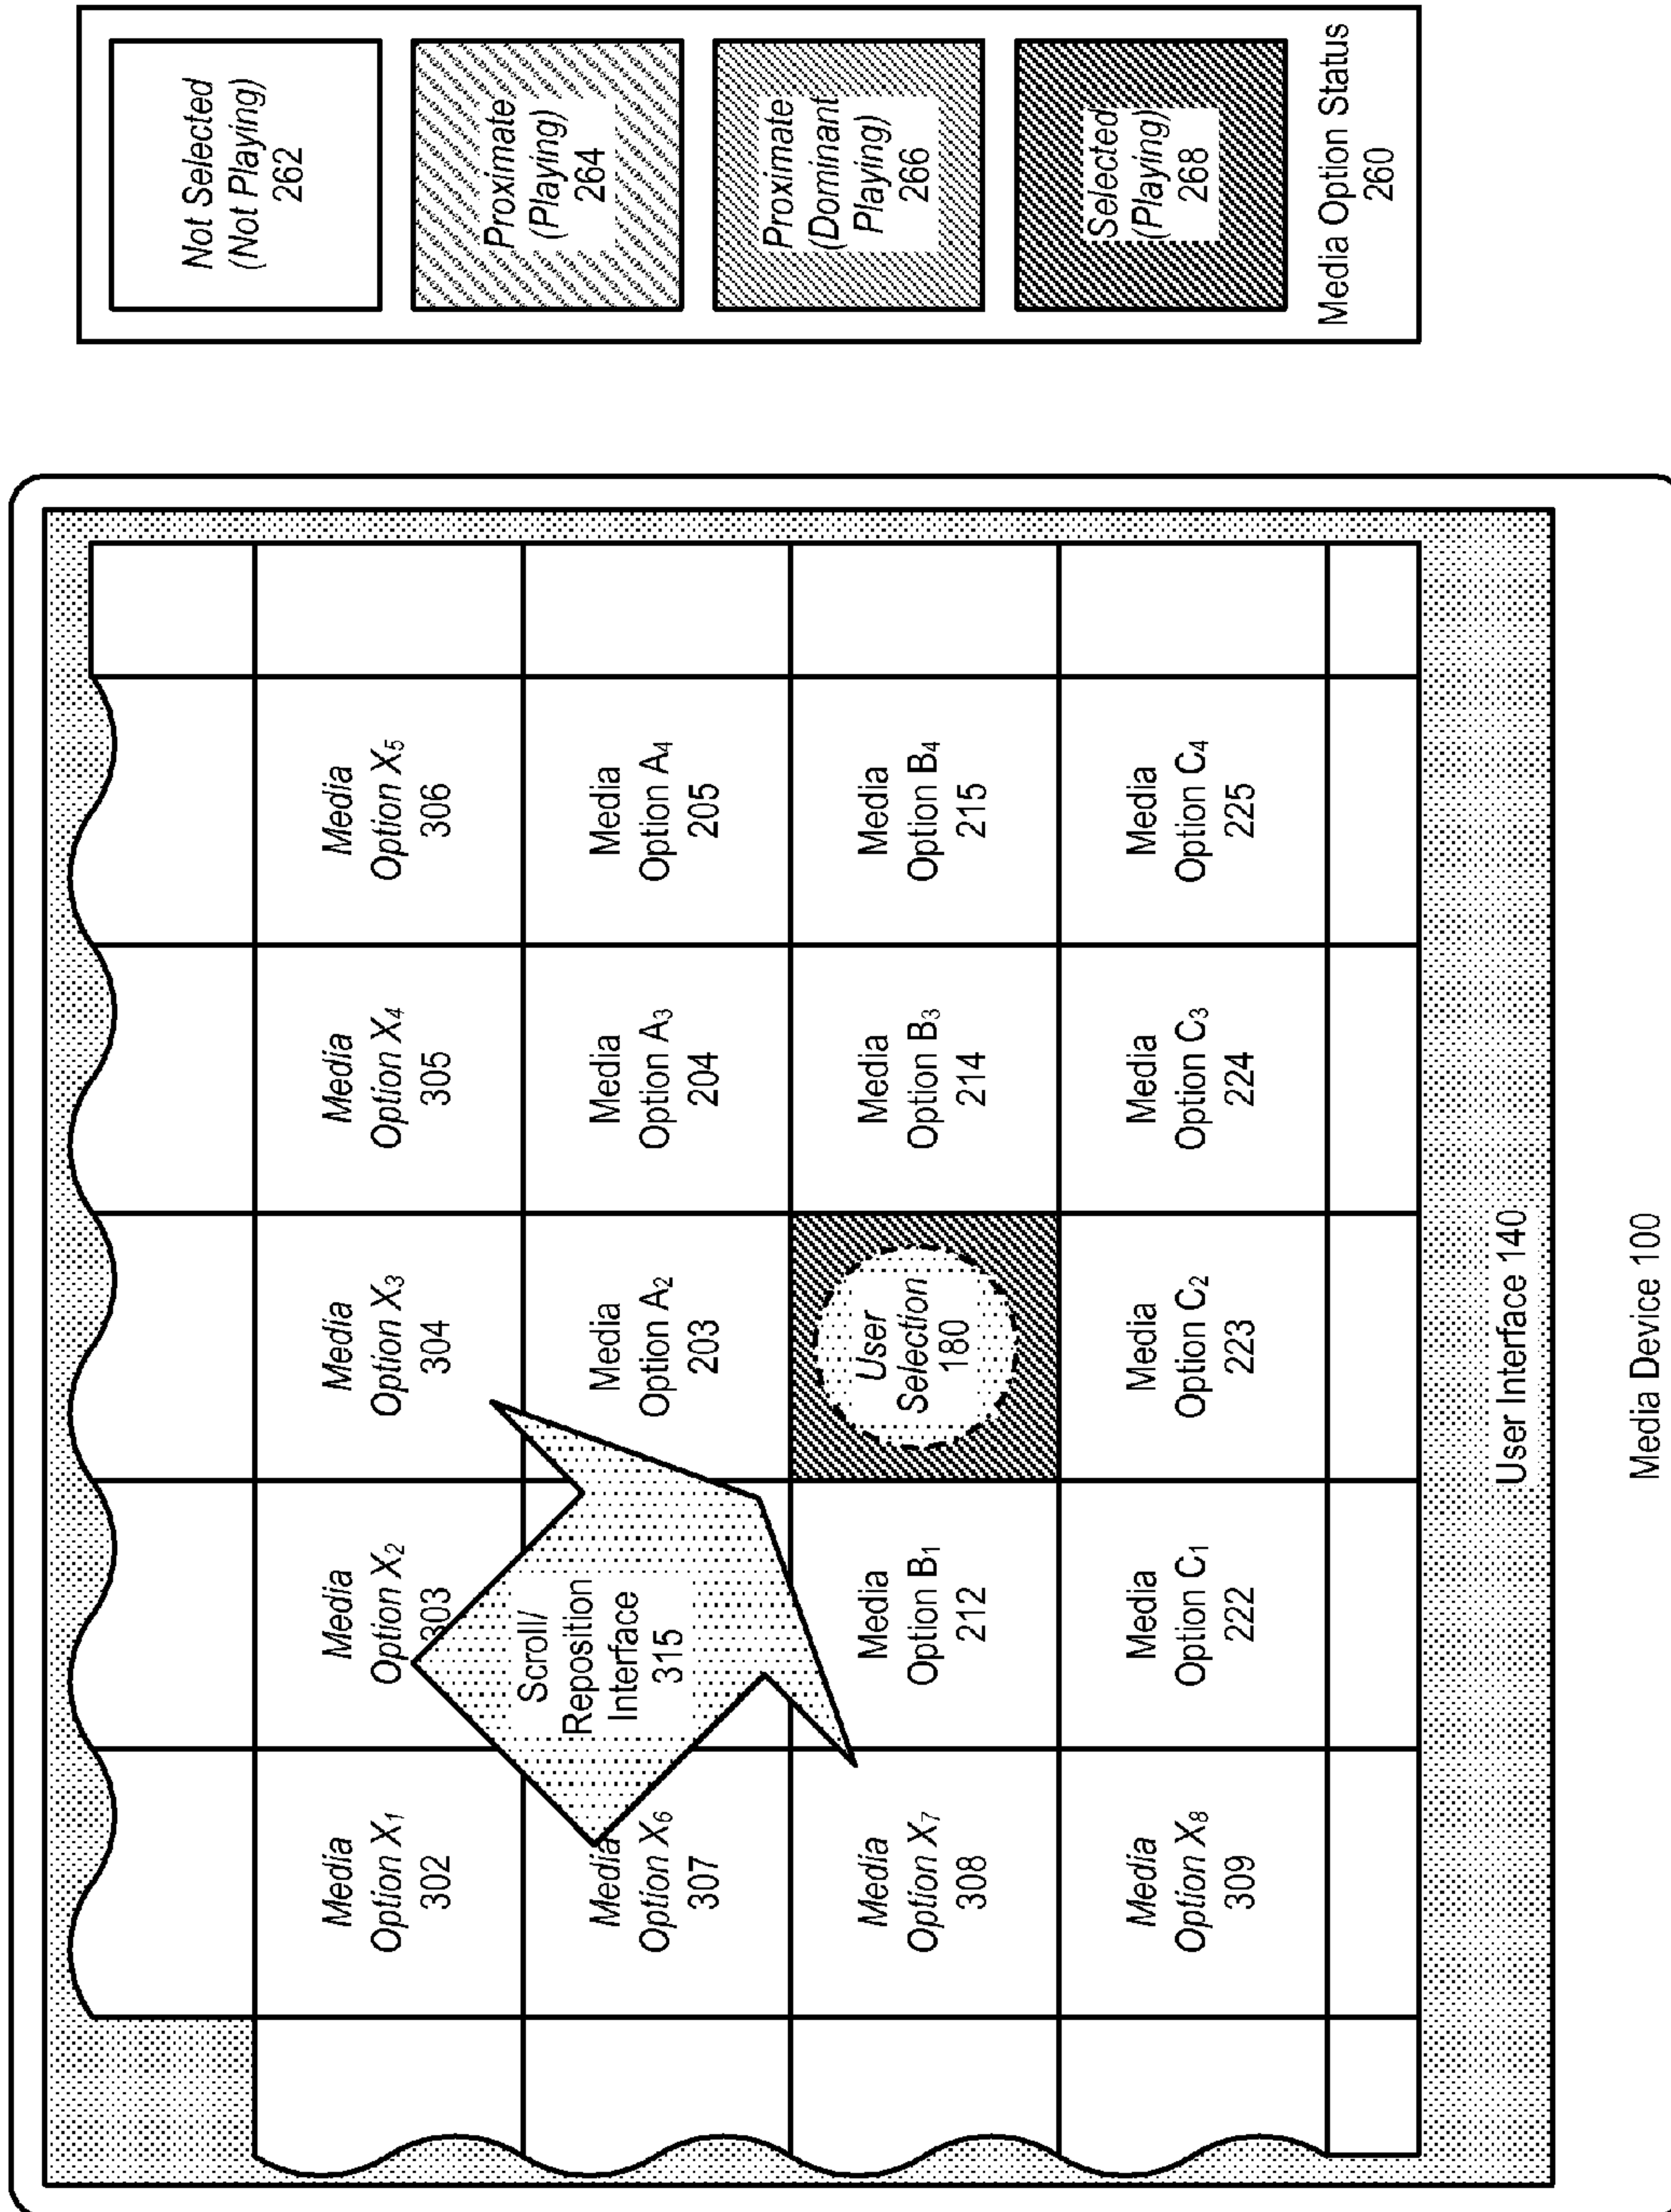 Media
Option X1
302
Media
Option X2
303
Media
Option X3
304
Media
Option X4
305
Media
Option X5
306
Media
Option X6
307
Scroll/
Reposition
Interface
315
Media
Option A2
203
Media
Option A3
204
Media
Option A4
205
Media
Option X7
308
Media
Option B1
212
User
Selection
180
Media
Option B3
214
Media
Option B4
215
Media
Option X8
309
Media
Option C1
222
Media
Option C2
223
Media
Option C3
224
Media
Option C4
225
User Interface 140
Media Device 100
Not Selected
(Not Playing)
262
Proximate
(Playing)
264
Proximate
(Dominant
Playing)
266
Selected
(Playing)
268
Media Option Status
260